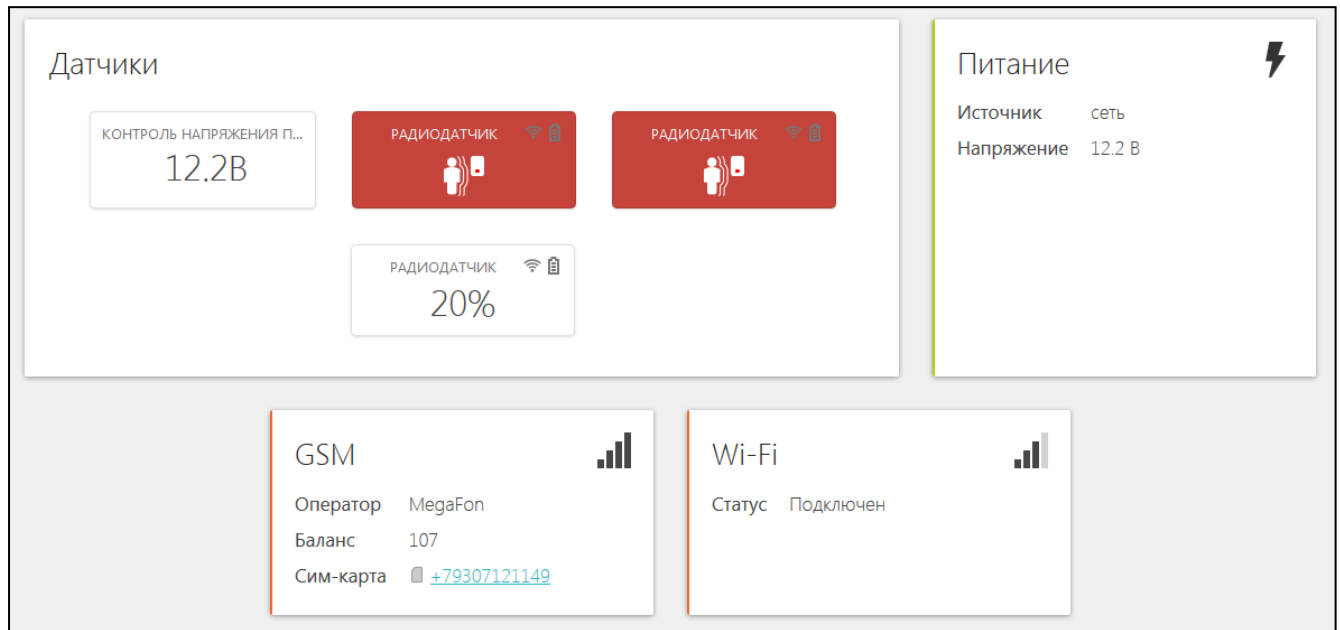 Датчики
КОНТРОЛЬ НАПРЯЖЕНИЯ П...
12.2В
РАДИОДАТЧИК
РАДИОДАТЧИК
РАДИОДАТЧИК
20%
Питание
Источник сеть
Напряжение 12.2 В
GSM
Оператор MegaFon
Баланс 107
Сим-карта +79307121149
Wi-Fi
Статус Подключен